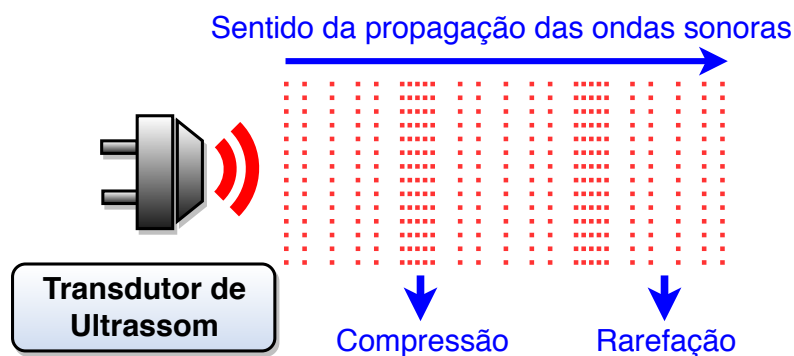 Sentido da propagação das ondas sonoras
Transdutor de
Ultrassom
Compressão
Rarefação